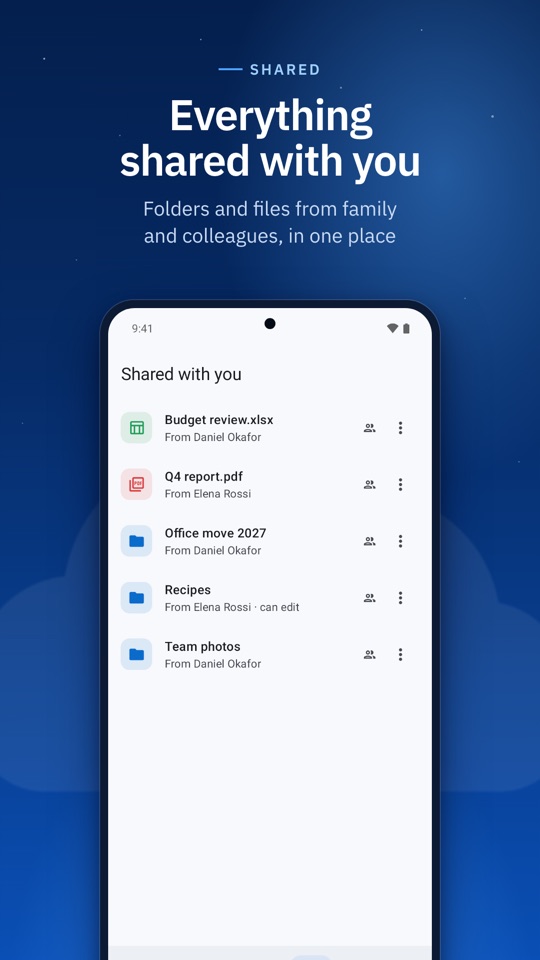 SHARED
Everything
shared with you
Folders and files from family
and colleagues, in one place
9:41
Shared with you
Budget review.xlsx
From Daniel Okafor
PDF
Q4 report.pdf
From Elena Rossi
Office move 2027
From Daniel Okafor
Recipes
From Elena Rossi · can edit
Team photos
From Daniel Okafor